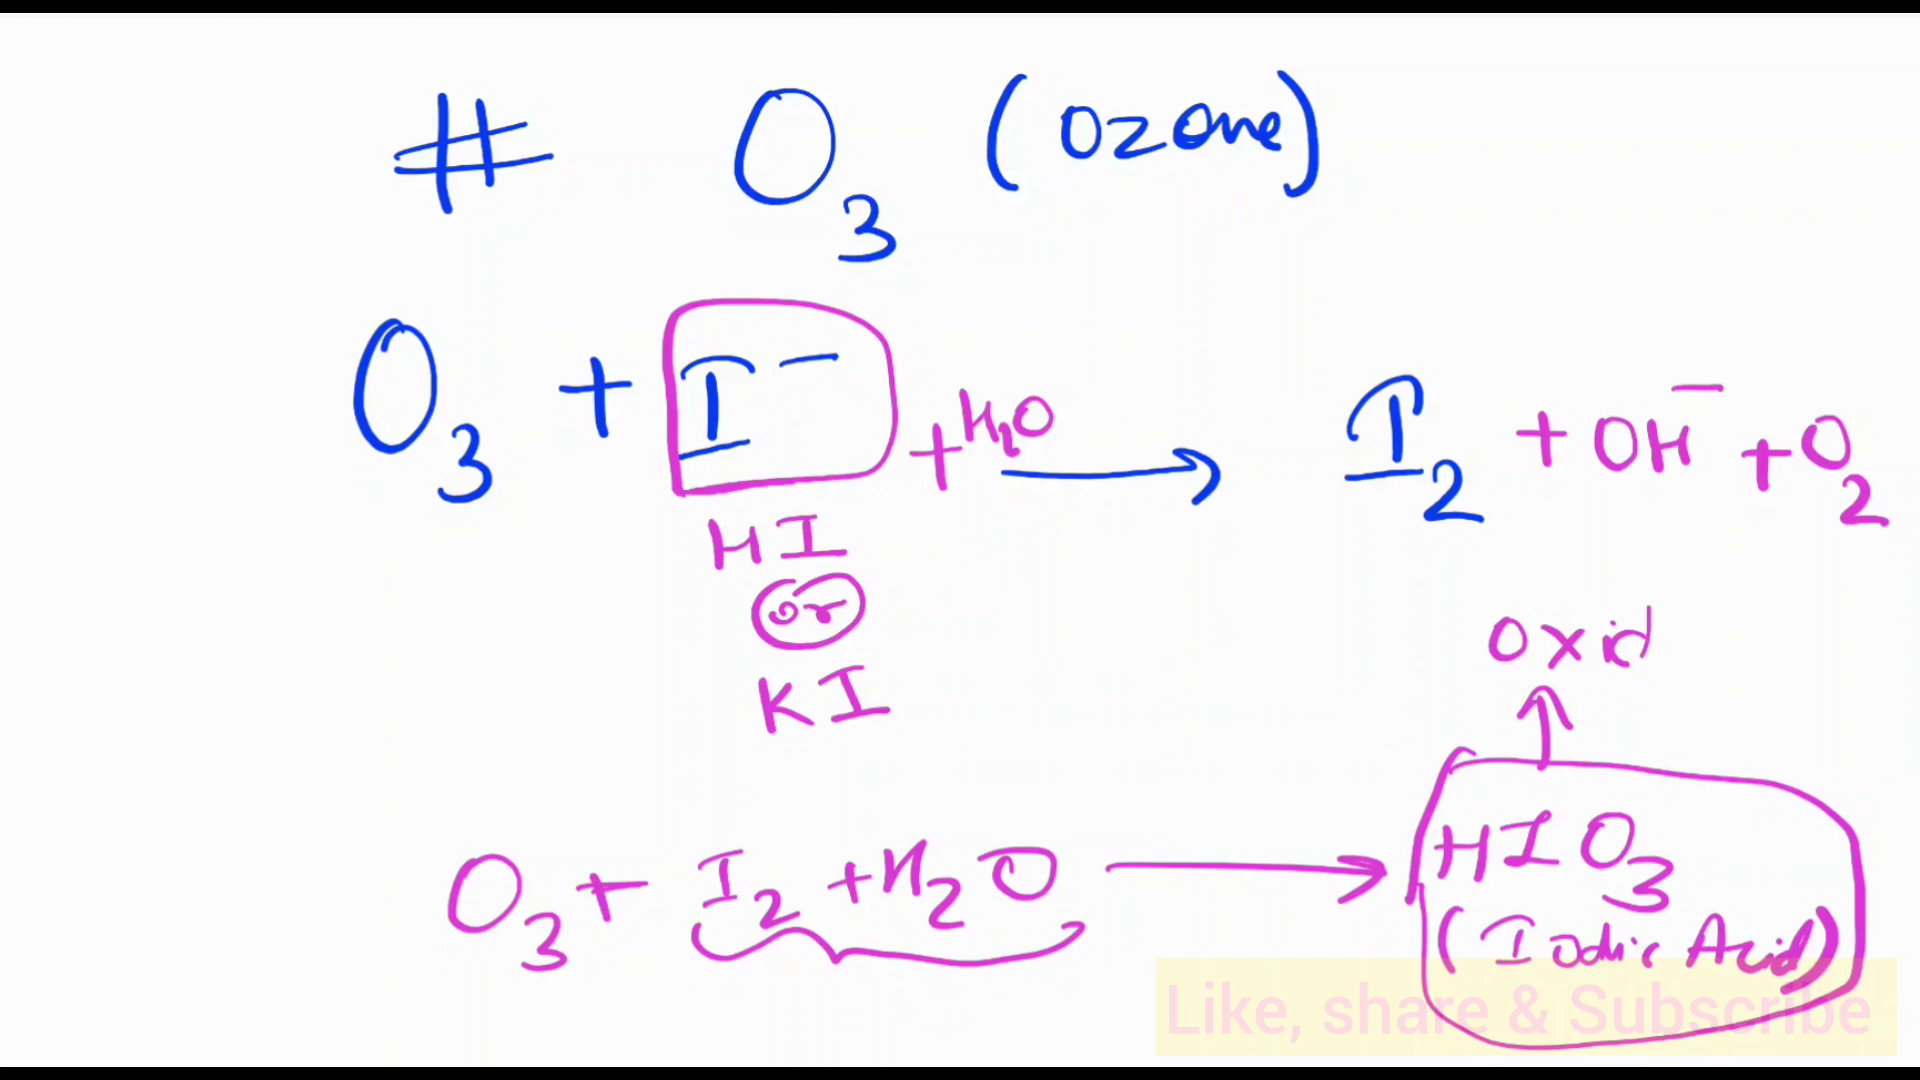 # O₃ (Ozone)
O₃ + I⁻ + H₂O → I₂ + OH⁻ + O₂
HI
or
KI
Oxid
↑
O₃ + I₂ + H₂O → HIO₃
(Iodic Acid)
Like, share & Subscribe